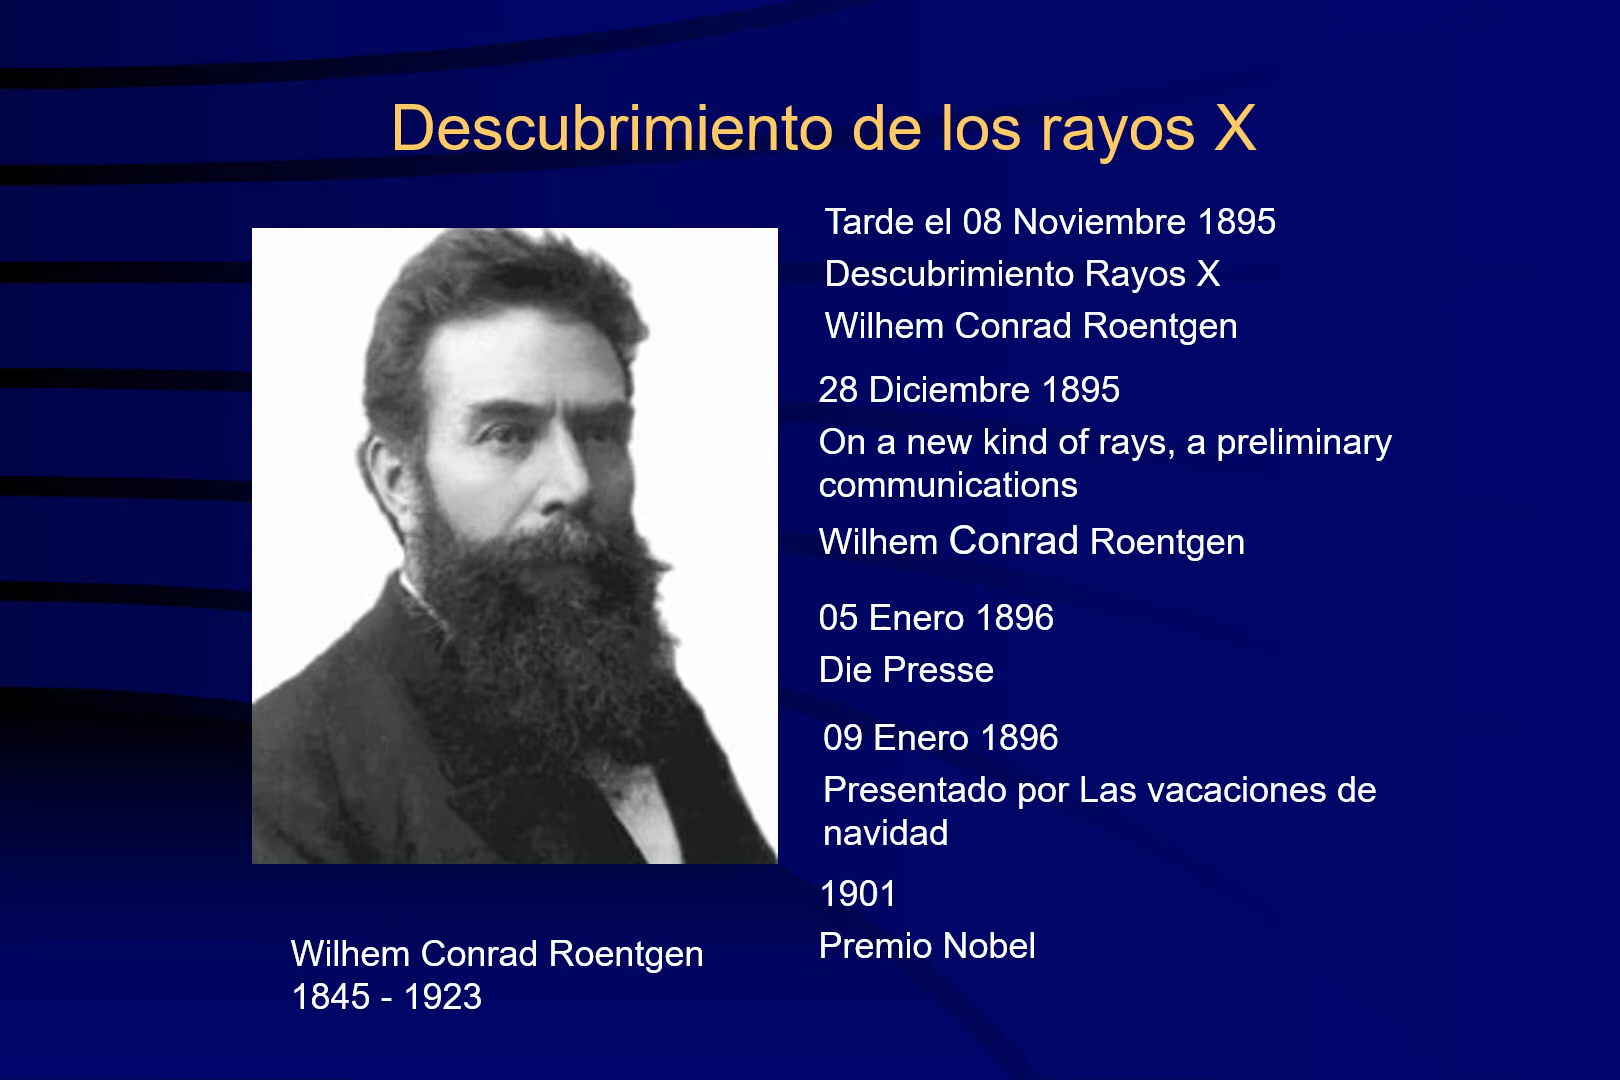 Descubrimiento de los rayos X
Tarde el 08 Noviembre 1895
Descubrimiento Rayos X
Wilhem Conrad Roentgen
28 Diciembre 1895
On a new kind of rays, a preliminary
communications
Wilhem Conrad Roentgen
05 Enero 1896
Die Presse
09 Enero 1896
Presentado por Las vacaciones de
navidad
1901
Premio Nobel
Wilhem Conrad Roentgen
1845 - 1923